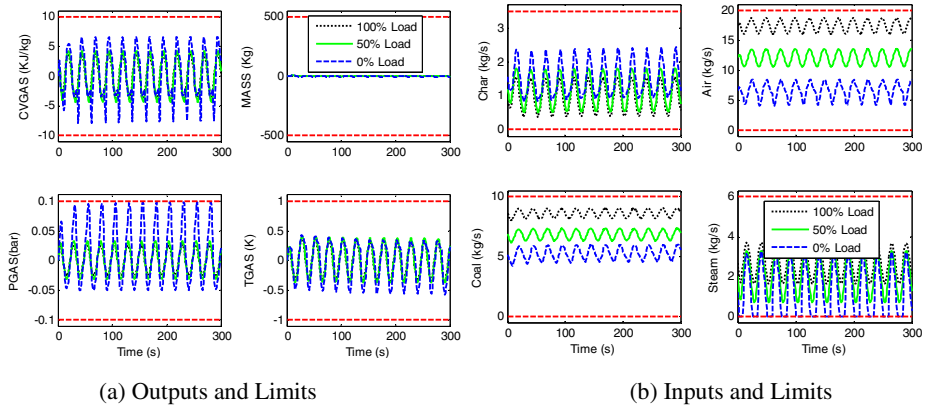 CVGAS (KJ/kg)
10
5
0
-5
-10
0 100 200 300
MASS (Kg)
500
0
-500
100% Load
50% Load
0% Load
0 100 200 300
PGAS(bar)
0.1
0.05
0
-0.05
-0.1
0 100 200 300
Time (s)
TGAS (K)
1
0.5
0
-0.5
-1
0 100 200 300
Time (s)
(a) Outputs and Limits
Char (kg/s)
3
2
1
0
0 100 200 300
Air (kg/s)
20
15
10
5
0
0 100 200 300
Coal (kg/s)
10
5
0
0 100 200 300
Time (s)
Steam (kg/s)
6
4
2
0
100% Load
50% Load
0% Load
0 100 200 300
Time (s)
(b) Inputs and Limits